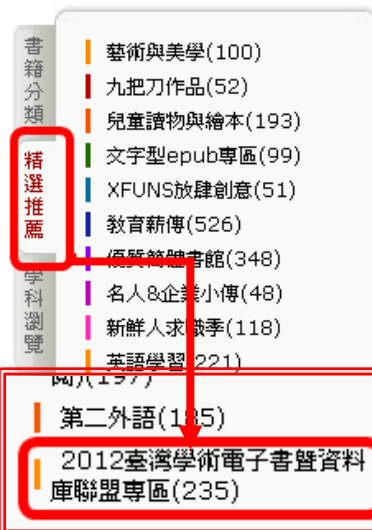 書籍分類
精選推薦
學科瀏覽
藝術與美學(100)
九把刀作品(52)
兒童讀物與繪本(193)
文字型epub專區(99)
XFUNS放肆創意(51)
教育新傳(526)
優質簡體書館(348)
名人&企業小傳(48)
新鮮人求職季(118)
英語學習(221)
閱)(197)
第二外語(185)
2012臺灣學術電子書暨資料
庫聯盟專區(235)